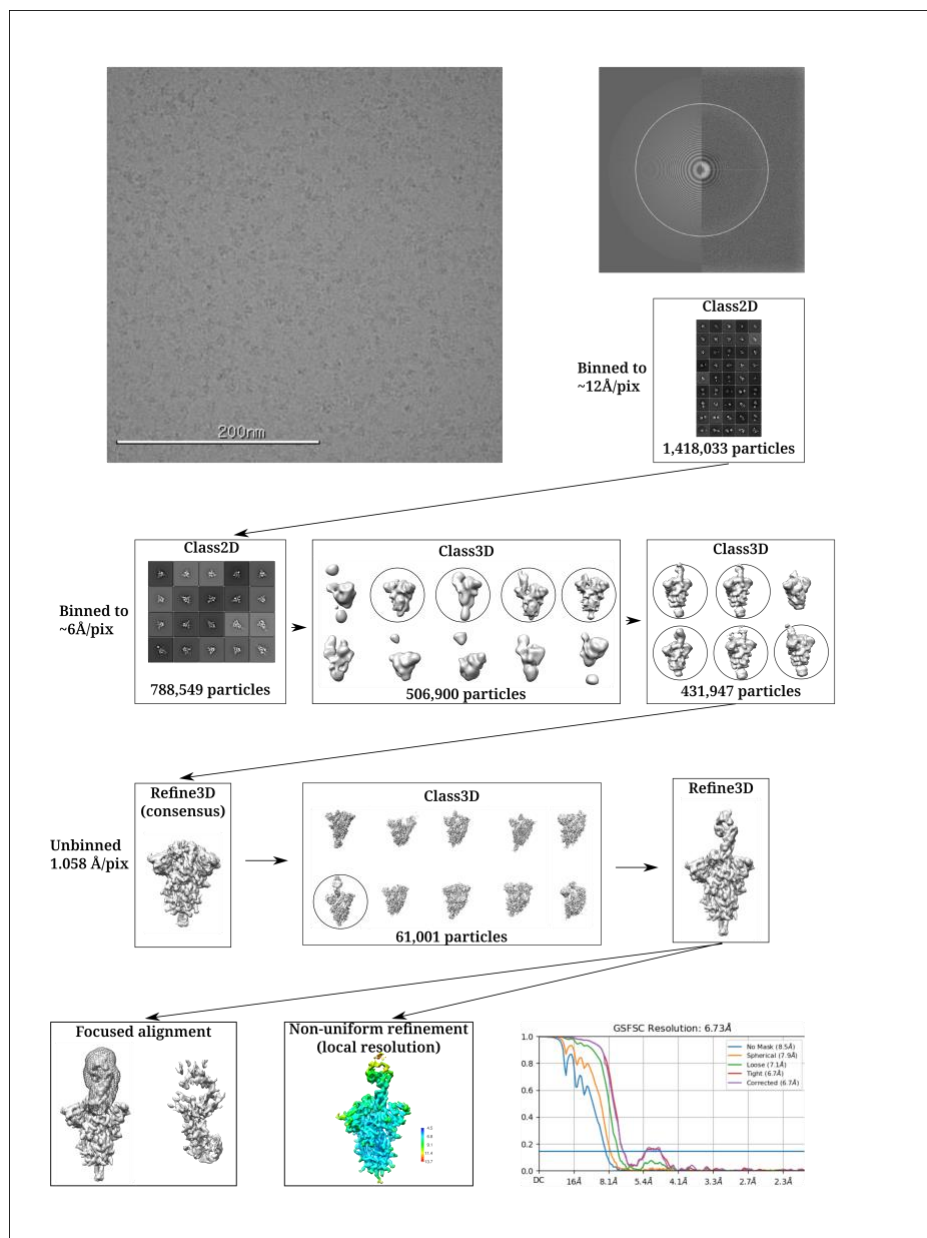 200nm
Class2D
Binned to
~12Å/pix
1,418,033 particles
Class2D
Class3D
Class3D
Binned to
~6Å/pix
788,549 particles
506,900 particles
431,947 particles
Refine3D
(consensus)
Class3D
Refine3D
Unbinned
1.058 Å/pix
61,001 particles
Focused alignment
Non-uniform refinement
(local resolution)
GSFSC Resolution: 6.73Å
No Mask (8.5Å)
Spherical (7.9Å)
Loose (7.1Å)
Tight (6.7Å)
Corrected (6.7Å)
1.0
0.8
0.6
0.4
0.2
0.0
DC
16Å
8.1Å
5.4Å
4.1Å
3.3Å
2.7Å
2.3Å